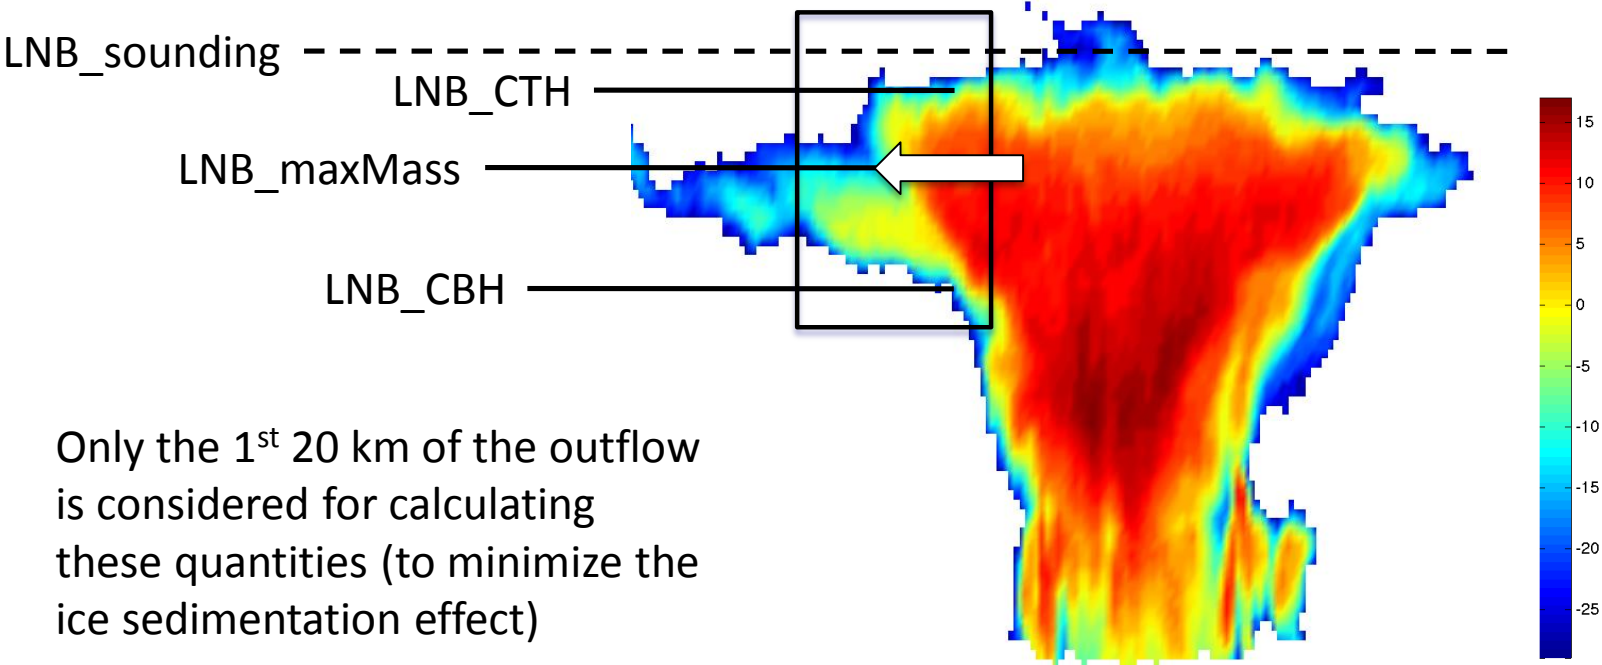 LNB_sounding
LNB_CTH
LNB_maxMass
LNB_CBH
Only the 1st 20 km of the outflow
is considered for calculating
these quantities (to minimize the
ice sedimentation effect)
15
10
5
0
-5
-10
-15
-20
-25